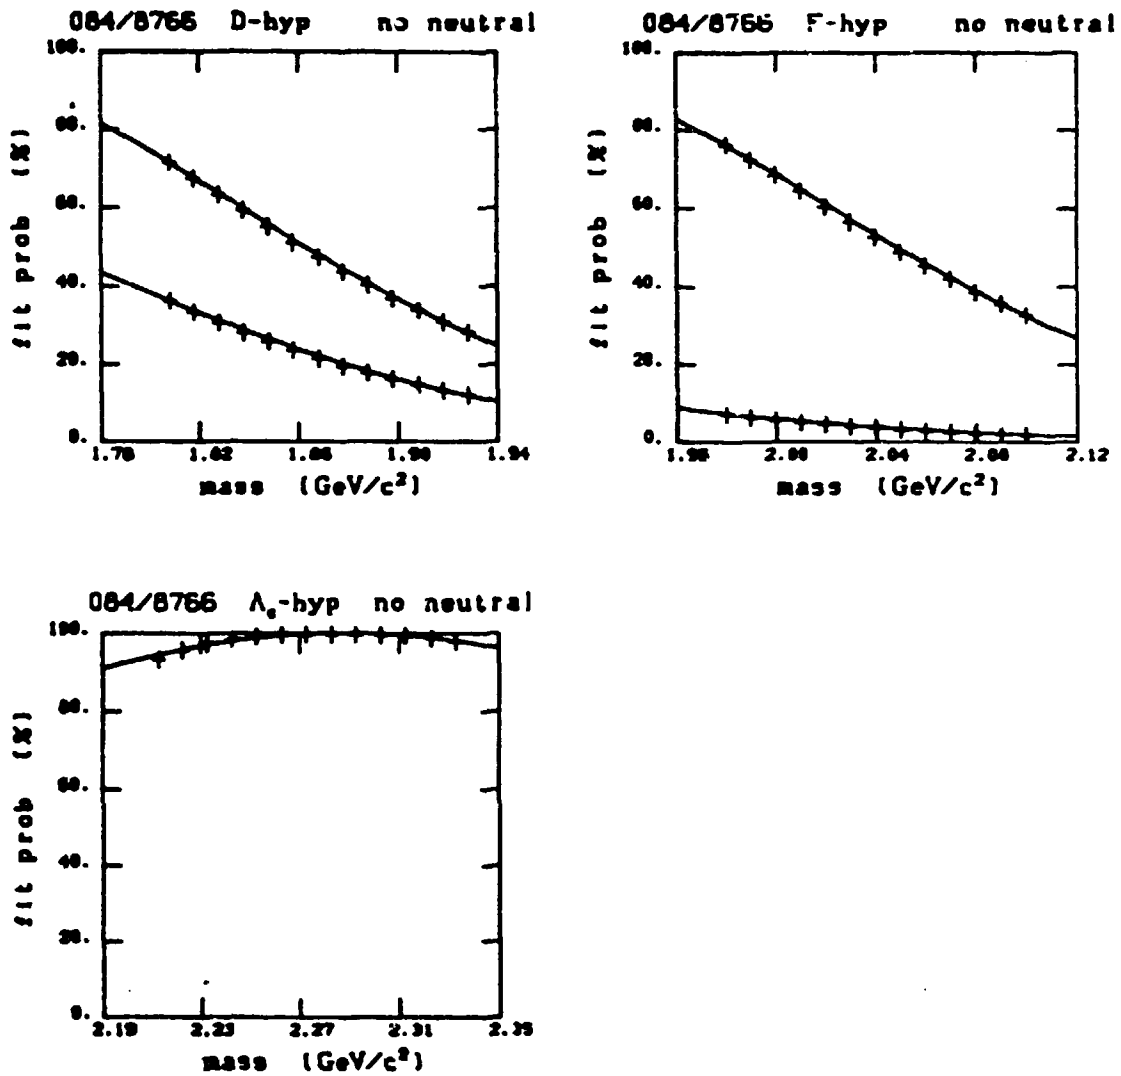 084/8766 D-hyp no neutral
100.
80.
60.
40.
20.
0.
fit prob (%)
1.78 1.82 1.86 1.90 1.94
mass (GeV/c²)
084/8766 F-hyp no neutral
100.
80.
60.
40.
20.
0.
fit prob (%)
1.96 2.00 2.04 2.08 2.12
mass (GeV/c²)
084/8766 Λc-hyp no neutral
100.
80.
60.
40.
20.
0.
fit prob (%)
2.19 2.23 2.27 2.31 2.35
mass (GeV/c²)